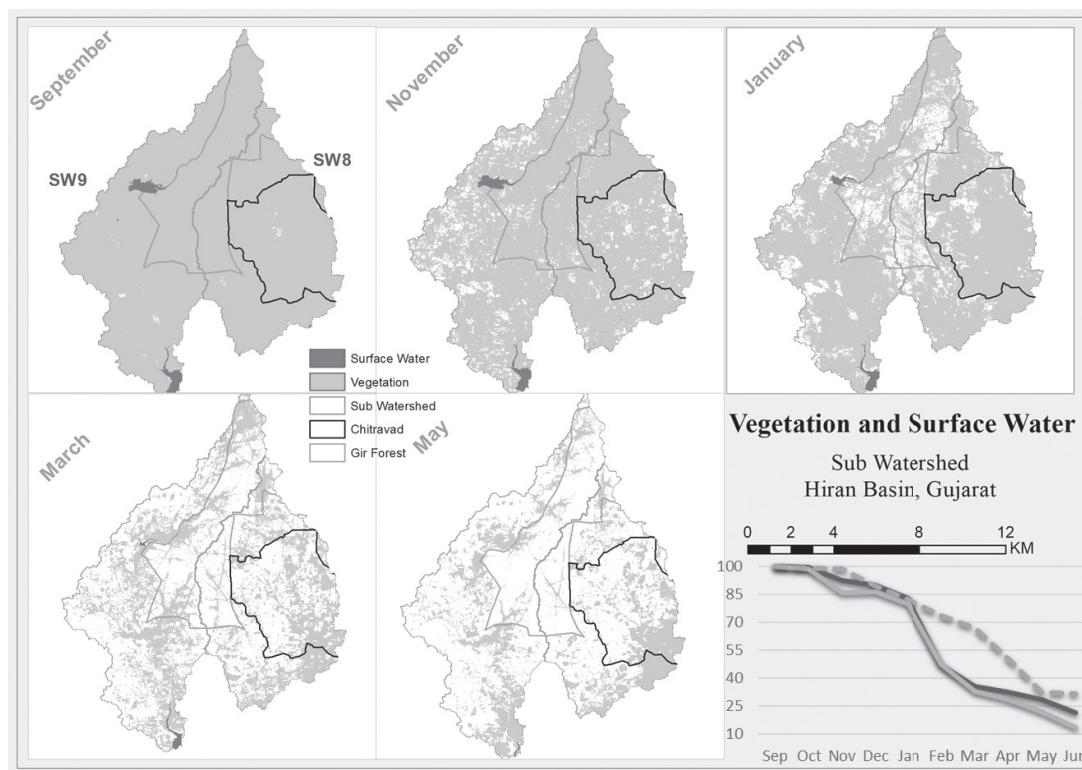 September
November
January
SW9
SW8
Surface Water
Vegetation
Sub Watershed
Chitravad
Gir Forest
March
May
Vegetation and Surface Water
Sub Watershed
Hiran Basin, Gujarat
0 2 4 8 12
KM
100
85
70
55
40
25
10
Sep Oct Nov Dec Jan Feb Mar Apr May Jun